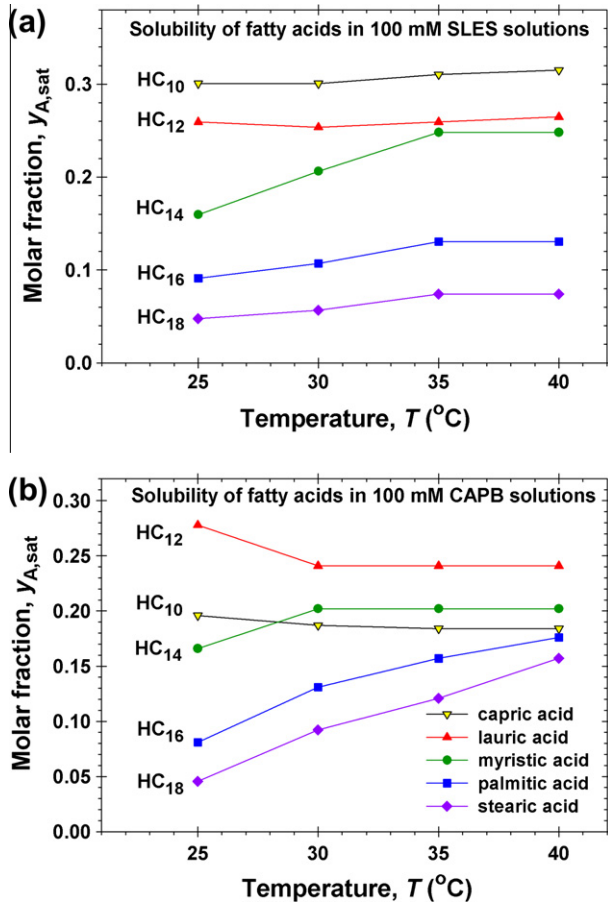 (a)
Solubility of fatty acids in 100 mM SLES solutions
Molar fraction, yA,sat
0.3
0.2
0.1
0.0
HC10
HC12
HC14
HC16
HC18
25 30 35 40
Temperature, T (oC)
(b)
Solubility of fatty acids in 100 mM CAPB solutions
Molar fraction, yA,sat
0.30
0.25
0.20
0.15
0.10
0.05
0.00
HC12
HC10
HC14
HC16
HC18
capric acid
lauric acid
myristic acid
palmitic acid
stearic acid
25 30 35 40
Temperature, T (oC)